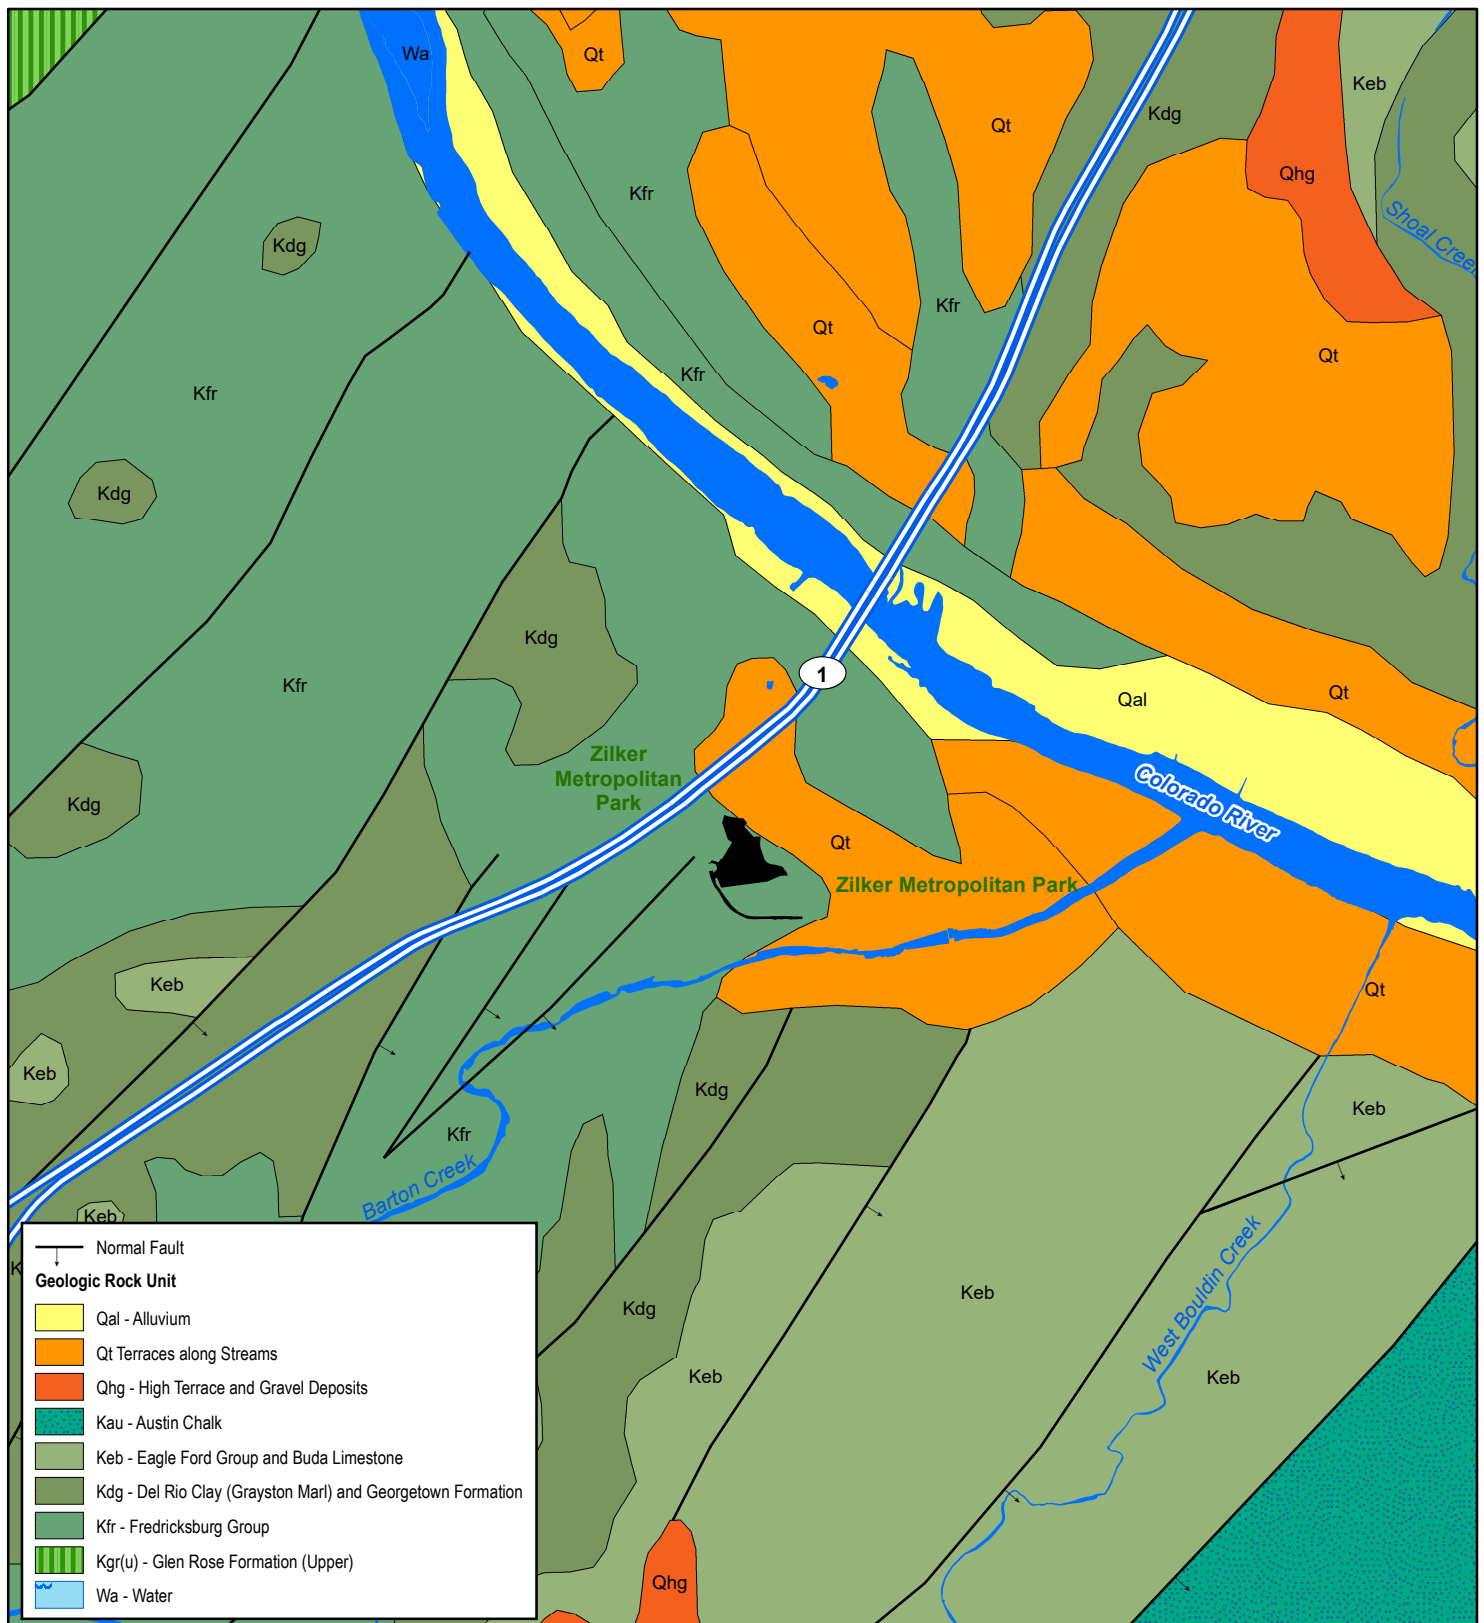 Wa
Qt
Keb
Kdg
Qt
Qhg
Kfr
Shoal Creek
Kdg
Kfr
Qt
Qt
Kfr
Kfr
Kdg
Kdg
Kfr
1
Qt
Qal
Zilker
Metropolitan
Park
Colorado River
Kdg
Qt
Zilker Metropolitan Park
Keb
Qt
Keb
Kdg
Keb
Kfr
Barton Creek
Keb
West Bouldin Creek
Keb
Kdg
Keb
Keb
Qhg
K
Normal Fault
Geologic Rock Unit
Qal - Alluvium
Qt Terraces along Streams
Qhg - High Terrace and Gravel Deposits
Kau - Austin Chalk
Keb - Eagle Ford Group and Buda Limestone
Kdg - Del Rio Clay (Grayston Marl) and Georgetown Formation
Kfr - Fredricksburg Group
Kgr(u) - Glen Rose Formation (Upper)
Wa - Water